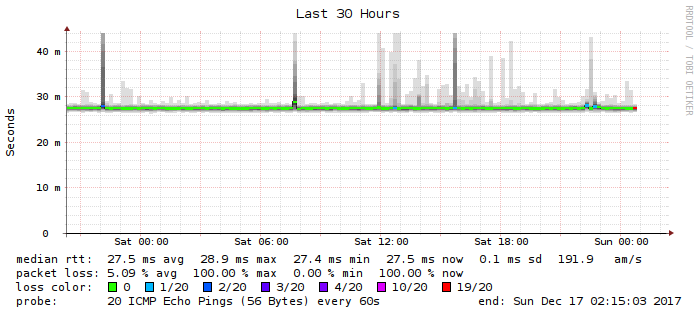 Last 30 Hours
RRDTOOL / TOBI OETIKER
Seconds
40 m
30 m
20 m
10 m
0
Sat 00:00 Sat 06:00 Sat 12:00 Sat 18:00 Sun 00:00
median rtt: 27.5 ms avg 28.9 ms max 27.4 ms min 27.5 ms now 0.1 ms sd 191.9 am/s
packet loss: 5.09 % avg 100.00 % max 0.00 % min 100.00 % now
loss color: 0 1/20 2/20 3/20 4/20 10/20 19/20
probe: 20 ICMP Echo Pings (56 Bytes) every 60s end: Sun Dec 17 02:15:03 2017